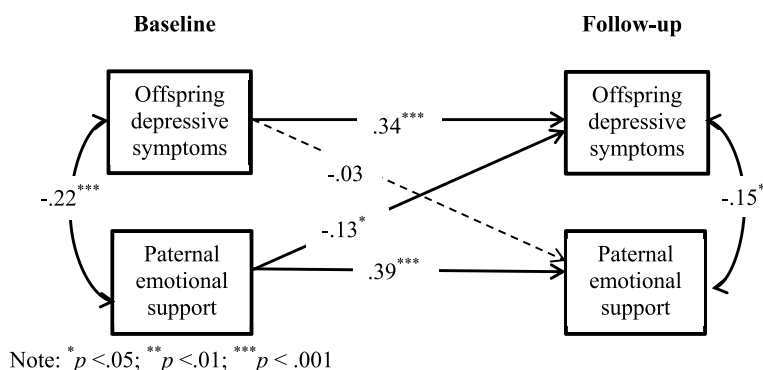 Baseline Follow-up
Offspring
depressive
symptoms
Offspring
depressive
symptoms
.34***
-.03
-.22***
-.15*
-.13*
Paternal
emotional
support
.39***
Paternal
emotional
support
Note: *p <.05; **p <.01; ***p < .001